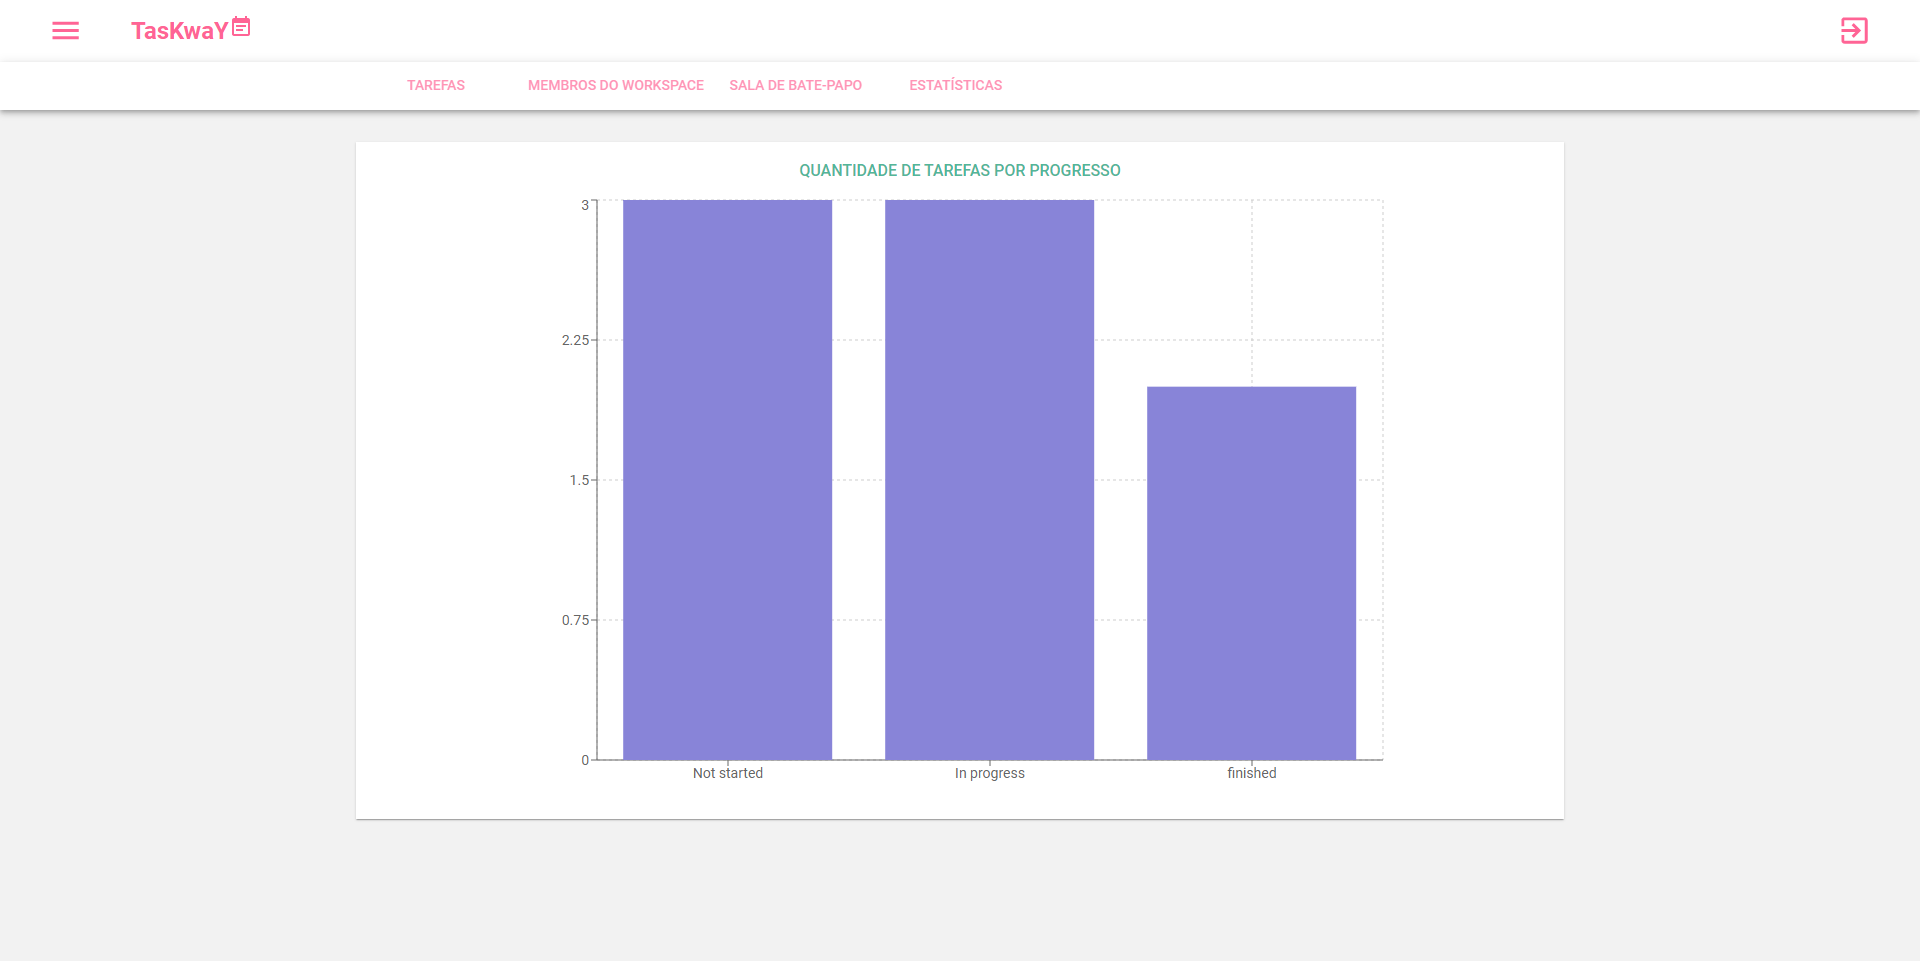 TasKwaY
TAREFAS MEMBROS DO WORKSPACE SALA DE BATE-PAPO ESTATÍSTICAS
QUANTIDADE DE TAREFAS POR PROGRESSO
3
2.25
1.5
0.75
0
Not started In progress finished